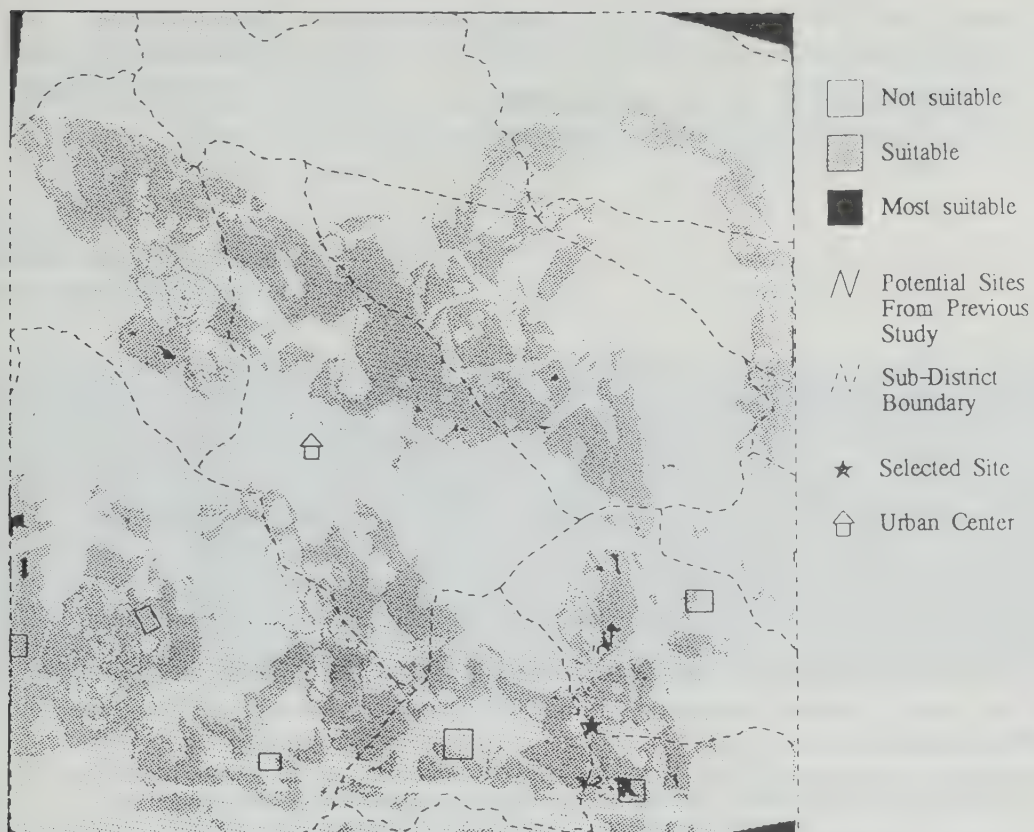 Not suitable
Suitable
Most suitable
Potential Sites
From Previous
Study
Sub-District
Boundary
Selected Site
Urban Center